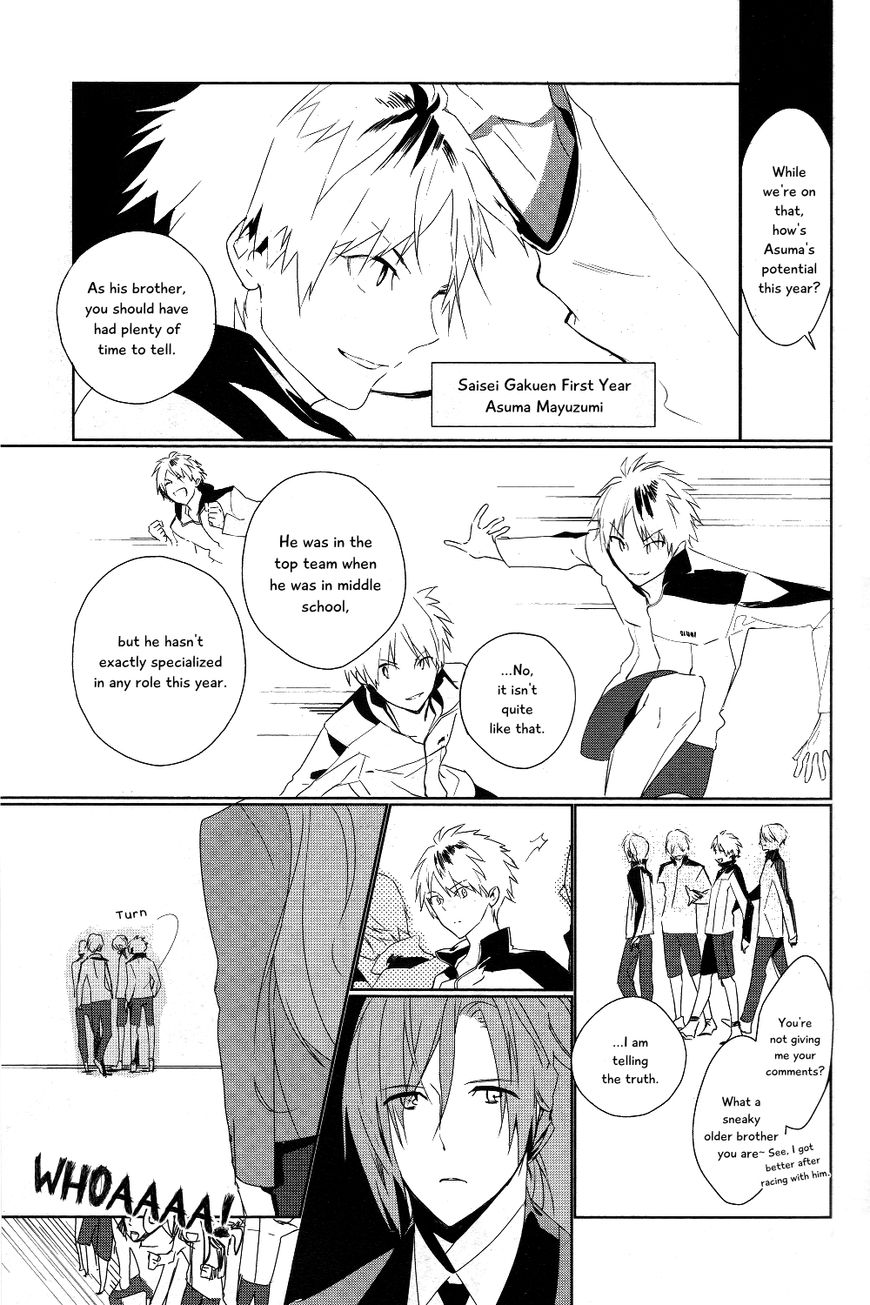 While
we're on
that,
how's
Asuma's
potential
this year?
As his brother,
you should have
had plenty of
time to tell.
Saisei Gakuen First Year
Asuma Mayuzumi
He was in the
top team when
he was in middle
school,
but he hasn't
exactly specialized
in any role this year.
...No,
it isn't
quite
like that.
You're
not giving
me your
comments?
What a
sneaky
older brother
you are~
See, I got
better after
racing with him.
...I am
telling
the truth.
Turn
WHOAAAA!